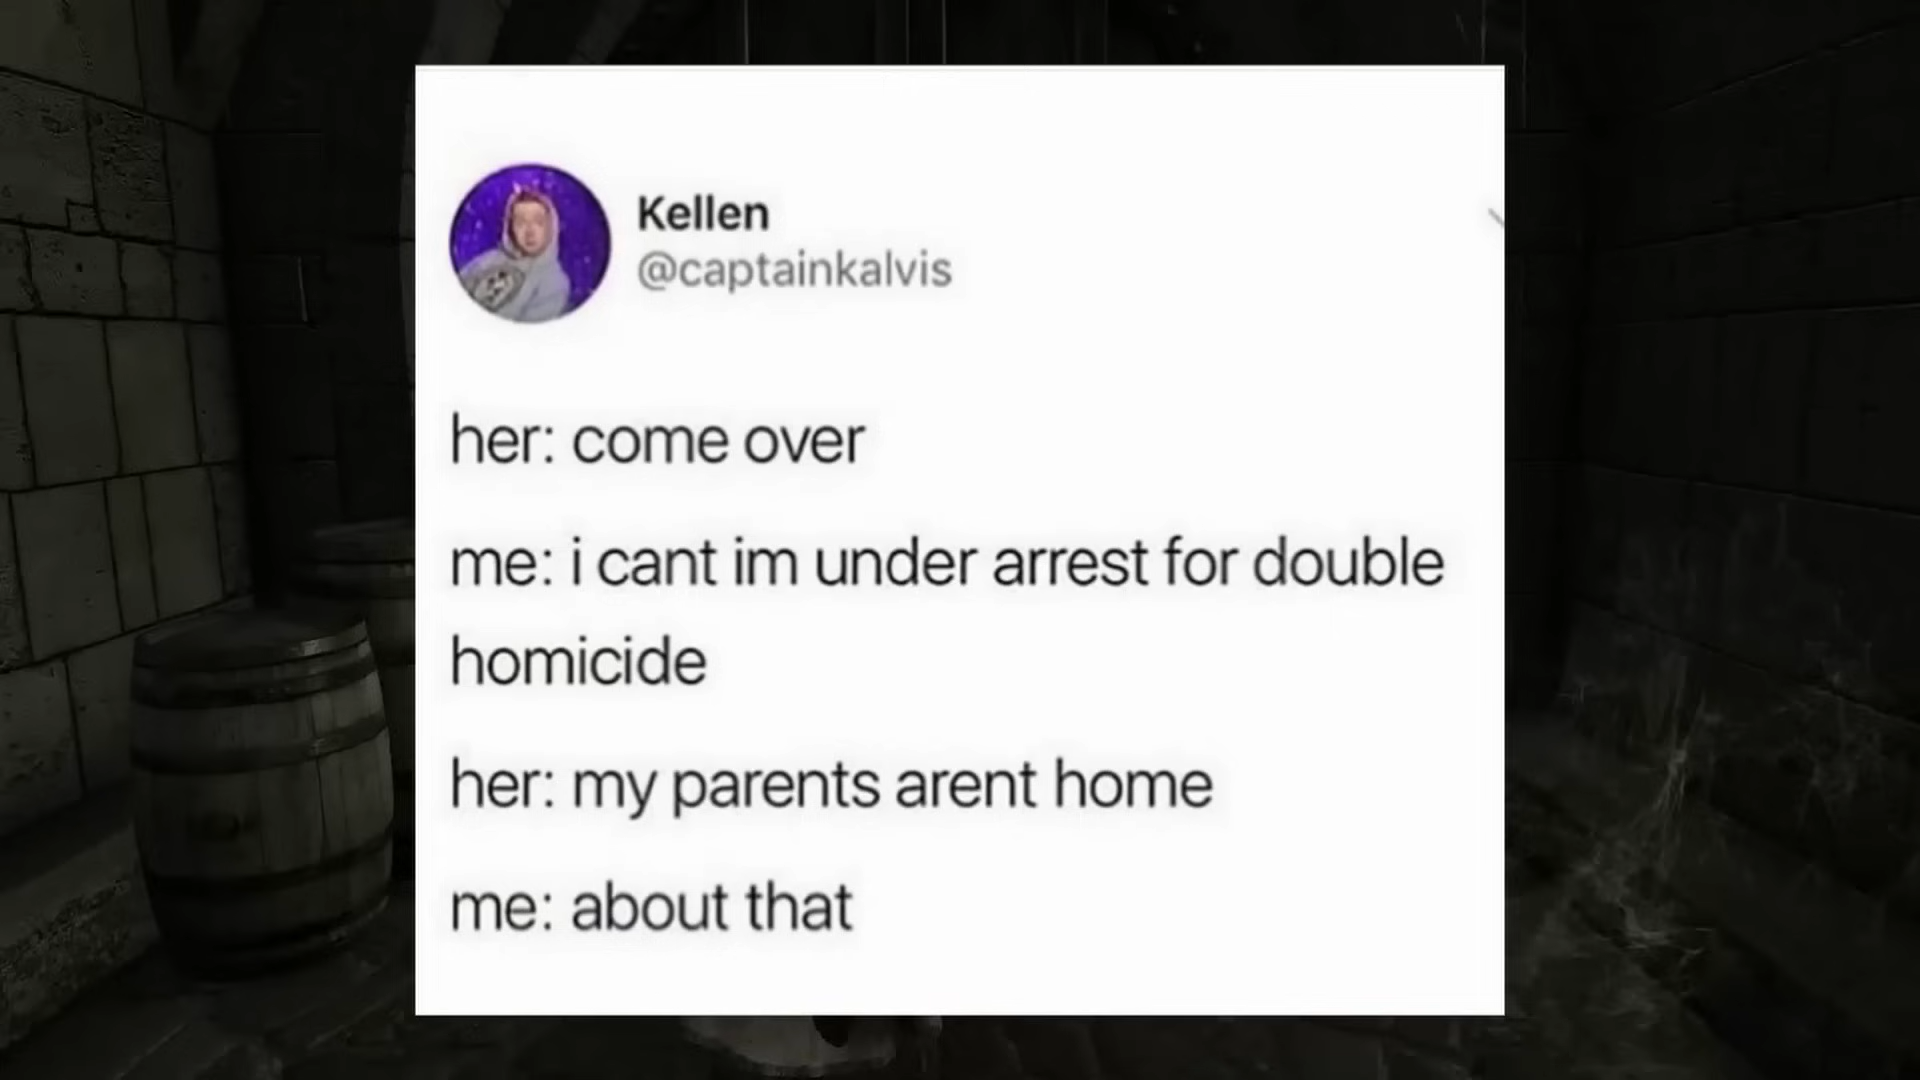 Kellen
@captainkalvis
her: come over
me: i cant im under arrest for double
homicide
her: my parents arent home
me: about that